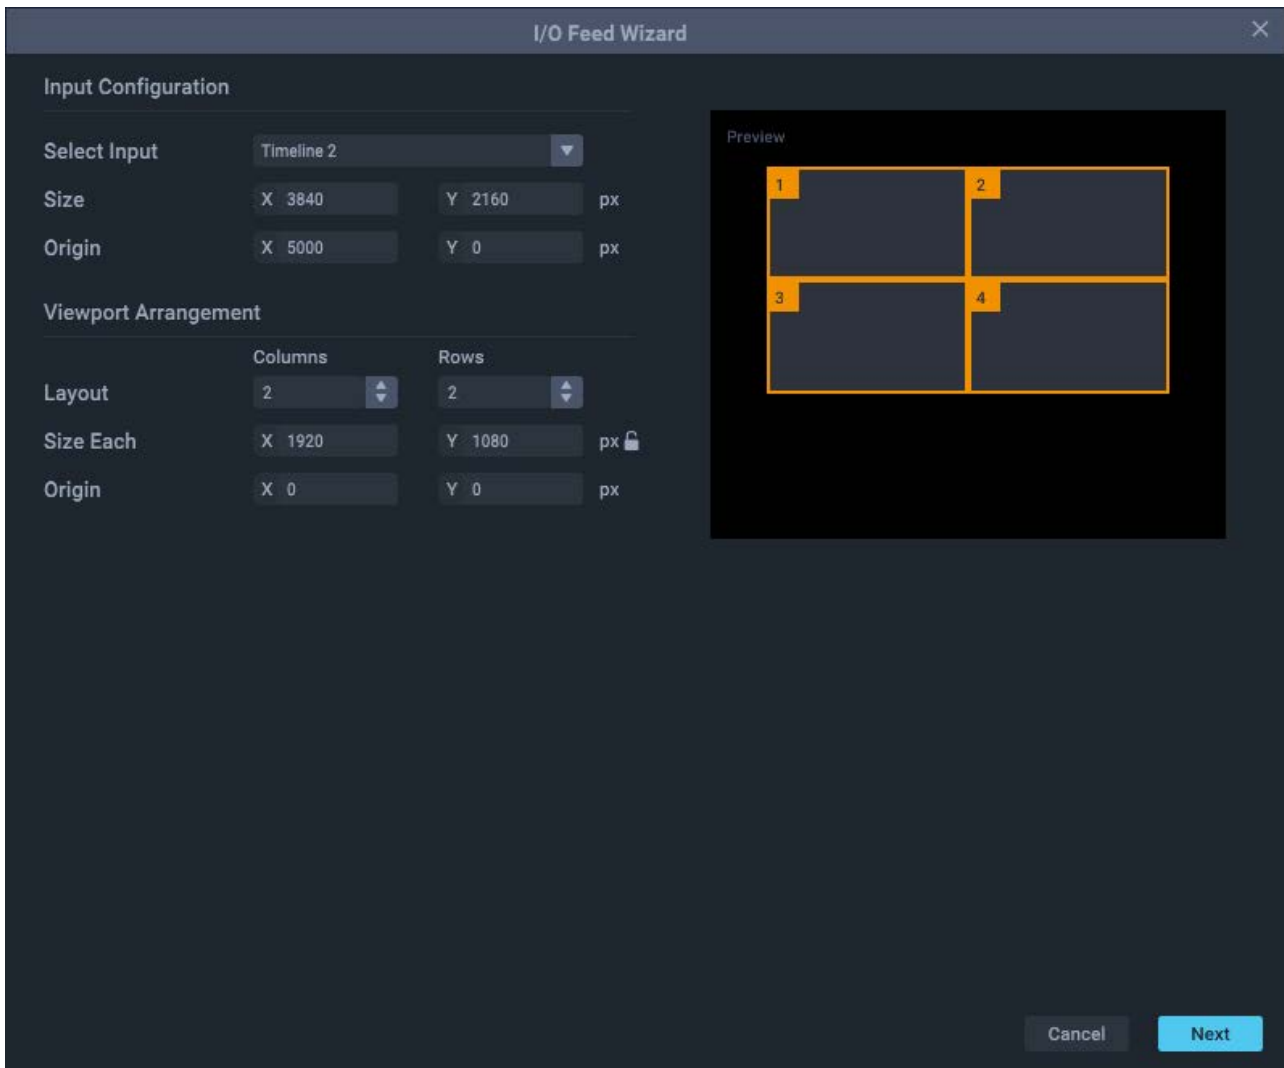 I/O Feed Wizard
Input Configuration
Select Input Timeline 2
Size X 3840 Y 2160 px
Origin X 5000 Y 0 px
Viewport Arrangement
Columns Rows
Layout 2 2
Size Each X 1920 Y 1080 px
Origin X 0 Y 0 px
Preview
1 2
3 4
Cancel Next